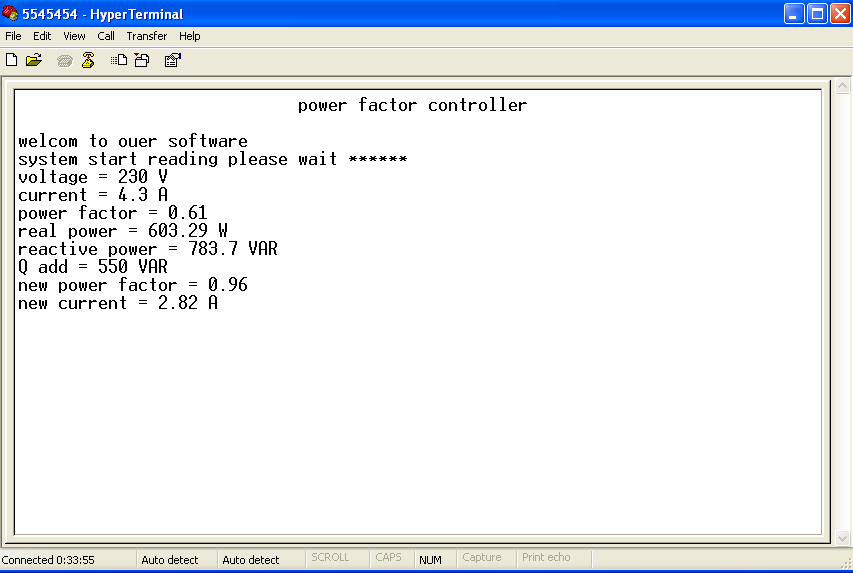 5545454 - HyperTerminal
File Edit View Call Transfer Help
power factor controller
welcom to ouer software
system start reading please wait ******
voltage = 230 V
current = 4.3 A
power factor = 0.61
real power = 603.29 W
reactive power = 783.7 VAR
Q add = 550 VAR
new power factor = 0.96
new current = 2.82 A
Connected 0:33:55 Auto detect Auto detect SCROLL CAPS NUM Capture Print echo